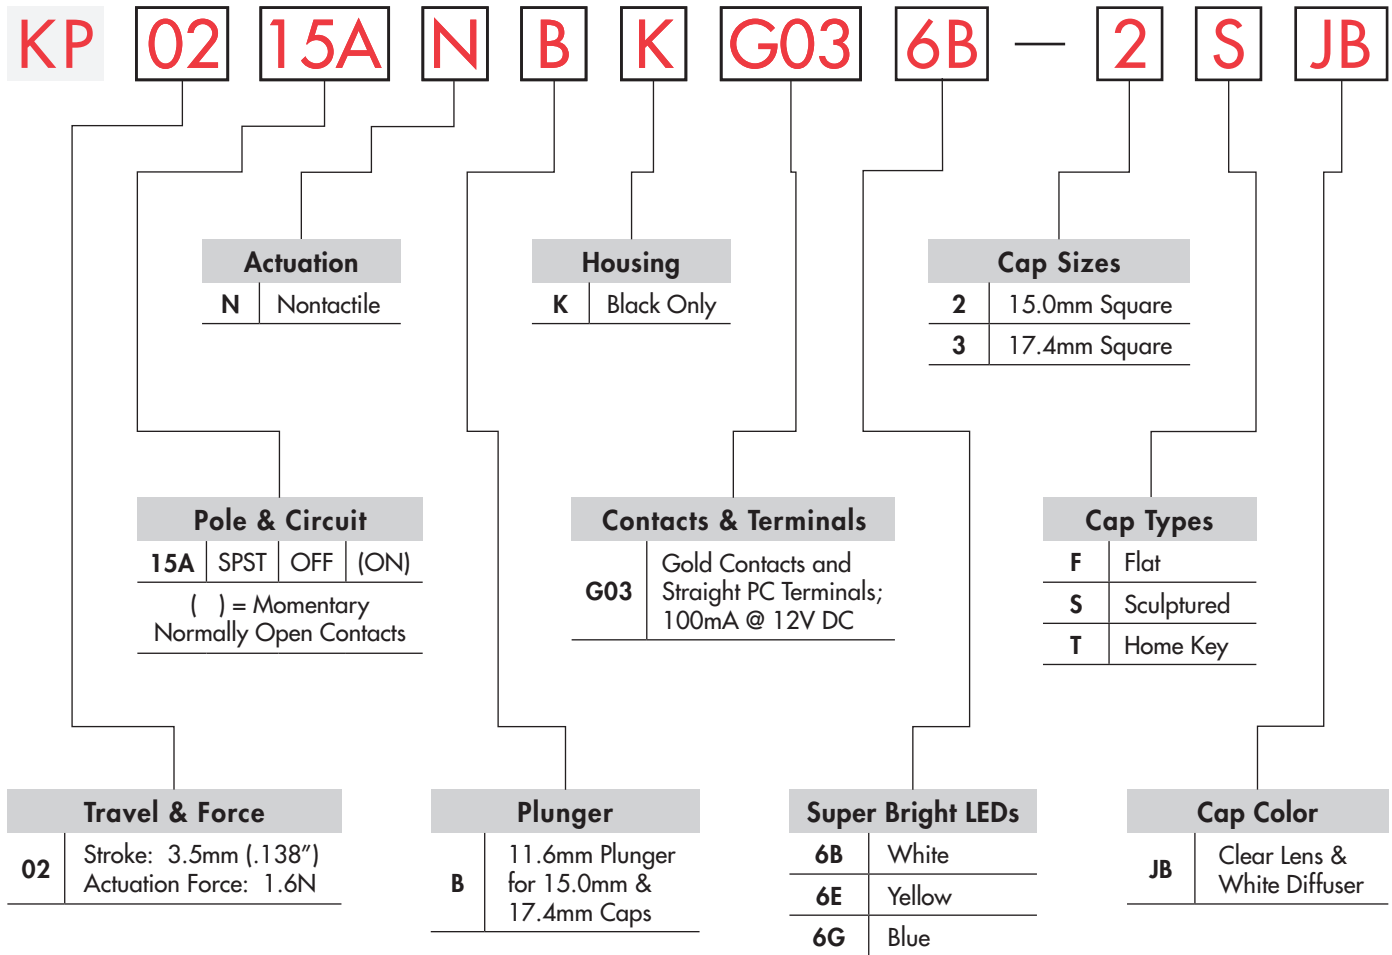 KP 02 15A N B K G03 6B — 2 S JB
Actuation
N Nontactile
Housing
K Black Only
Cap Sizes
2 15.0mm Square
3 17.4mm Square
Pole & Circuit
15A SPST OFF (ON)
( ) = Momentary
Normally Open Contacts
Contacts & Terminals
G03 Gold Contacts and
Straight PC Terminals;
100mA @ 12V DC
Cap Types
F Flat
S Sculptured
T Home Key
Travel & Force
02 Stroke: 3.5mm (.138”)
Actuation Force: 1.6N
Plunger
B 11.6mm Plunger
for 15.0mm &
17.4mm Caps
Super Bright LEDs
6B White
6E Yellow
6G Blue
Cap Color
JB Clear Lens &
White Diffuser